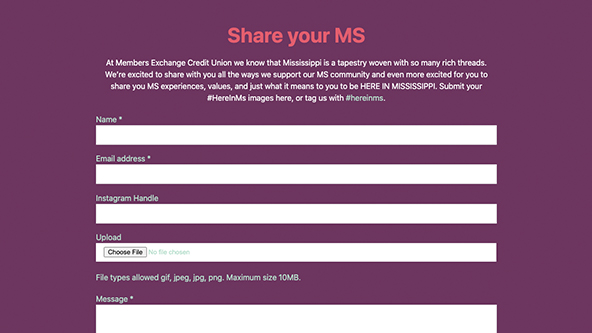 Share your MS
At Members Exchange Credit Union we know that Mississippi is a tapestry woven with so many rich threads.
We're excited to share with you all the ways we support our MS community and even more excited for you to
share you MS experiences, values, and just what it means to you to be HERE IN MISSISSIPPI. Submit your
#HereInMs images here, or tag us with #hereinms.
Name *
Email address *
Instagram Handle
Upload
Choose File No file chosen
File types allowed gif, jpeg, jpg, png. Maximum size 10MB.
Message *